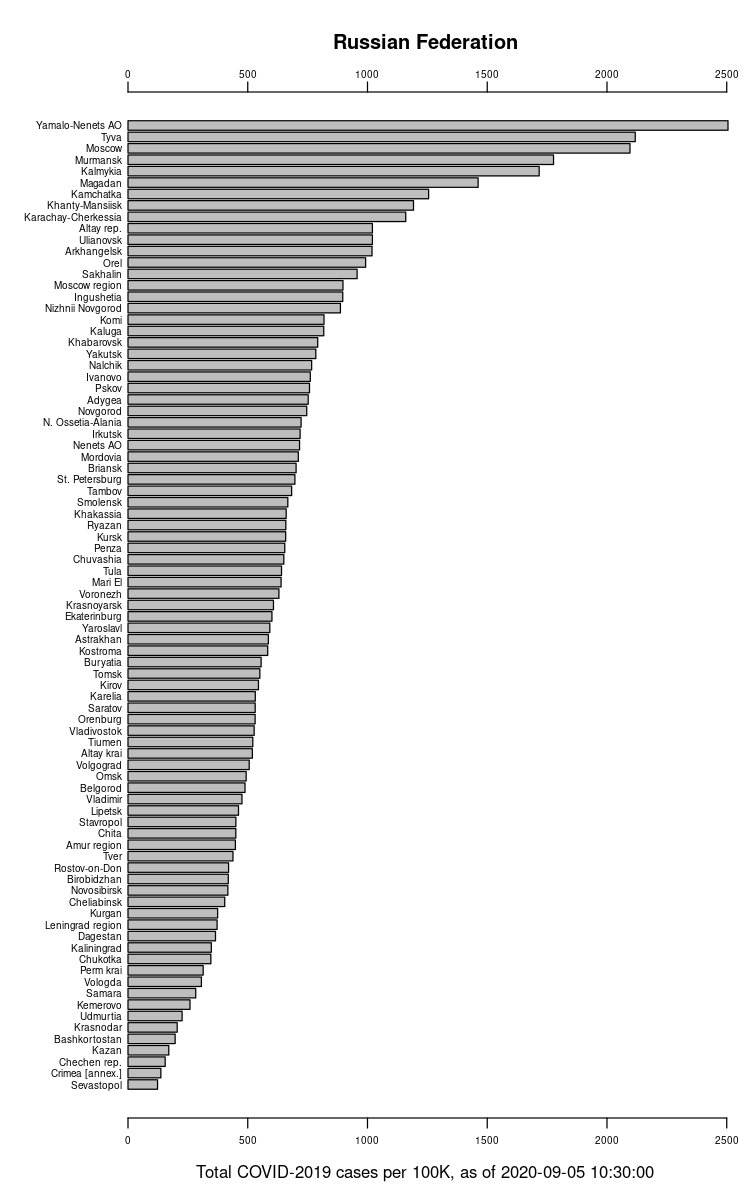 Russian Federation
0 500 1000 1500 2000 2500
Yamalo-Nenets AO
Tyva
Moscow
Murmansk
Kalmykia
Magadan
Kamchatka
Khanty-Mansiisk
Karachay-Cherkessia
Altay rep.
Ulianovsk
Arkhangelsk
Orel
Sakhalin
Moscow region
Ingushetia
Nizhnii Novgorod
Komi
Kaluga
Khabarovsk
Yakutsk
Nalchik
Ivanovo
Pskov
Adygea
Novgorod
N. Ossetia-Alania
Irkutsk
Nenets AO
Mordovia
Briansk
St. Petersburg
Tambov
Smolensk
Khakassia
Ryazan
Kursk
Penza
Chuvashia
Tula
Mari El
Voronezh
Krasnoyarsk
Ekaterinburg
Yaroslavl
Astrakhan
Kostroma
Buryatia
Tomsk
Kirov
Karelia
Saratov
Orenburg
Vladivostok
Tiumen
Altay krai
Volgograd
Omsk
Belgorod
Vladimir
Lipetsk
Stavropol
Chita
Amur region
Tver
Rostov-on-Don
Birobidzhan
Novosibirsk
Cheliabinsk
Kurgan
Leningrad region
Dagestan
Kaliningrad
Chukotka
Perm krai
Vologda
Samara
Kemerovo
Udmurtia
Krasnodar
Bashkortostan
Kazan
Chechen rep.
Crimea [annex.]
Sevastopol
0 500 1000 1500 2000 2500
Total COVID-2019 cases per 100K, as of 2020-09-05 10:30:00